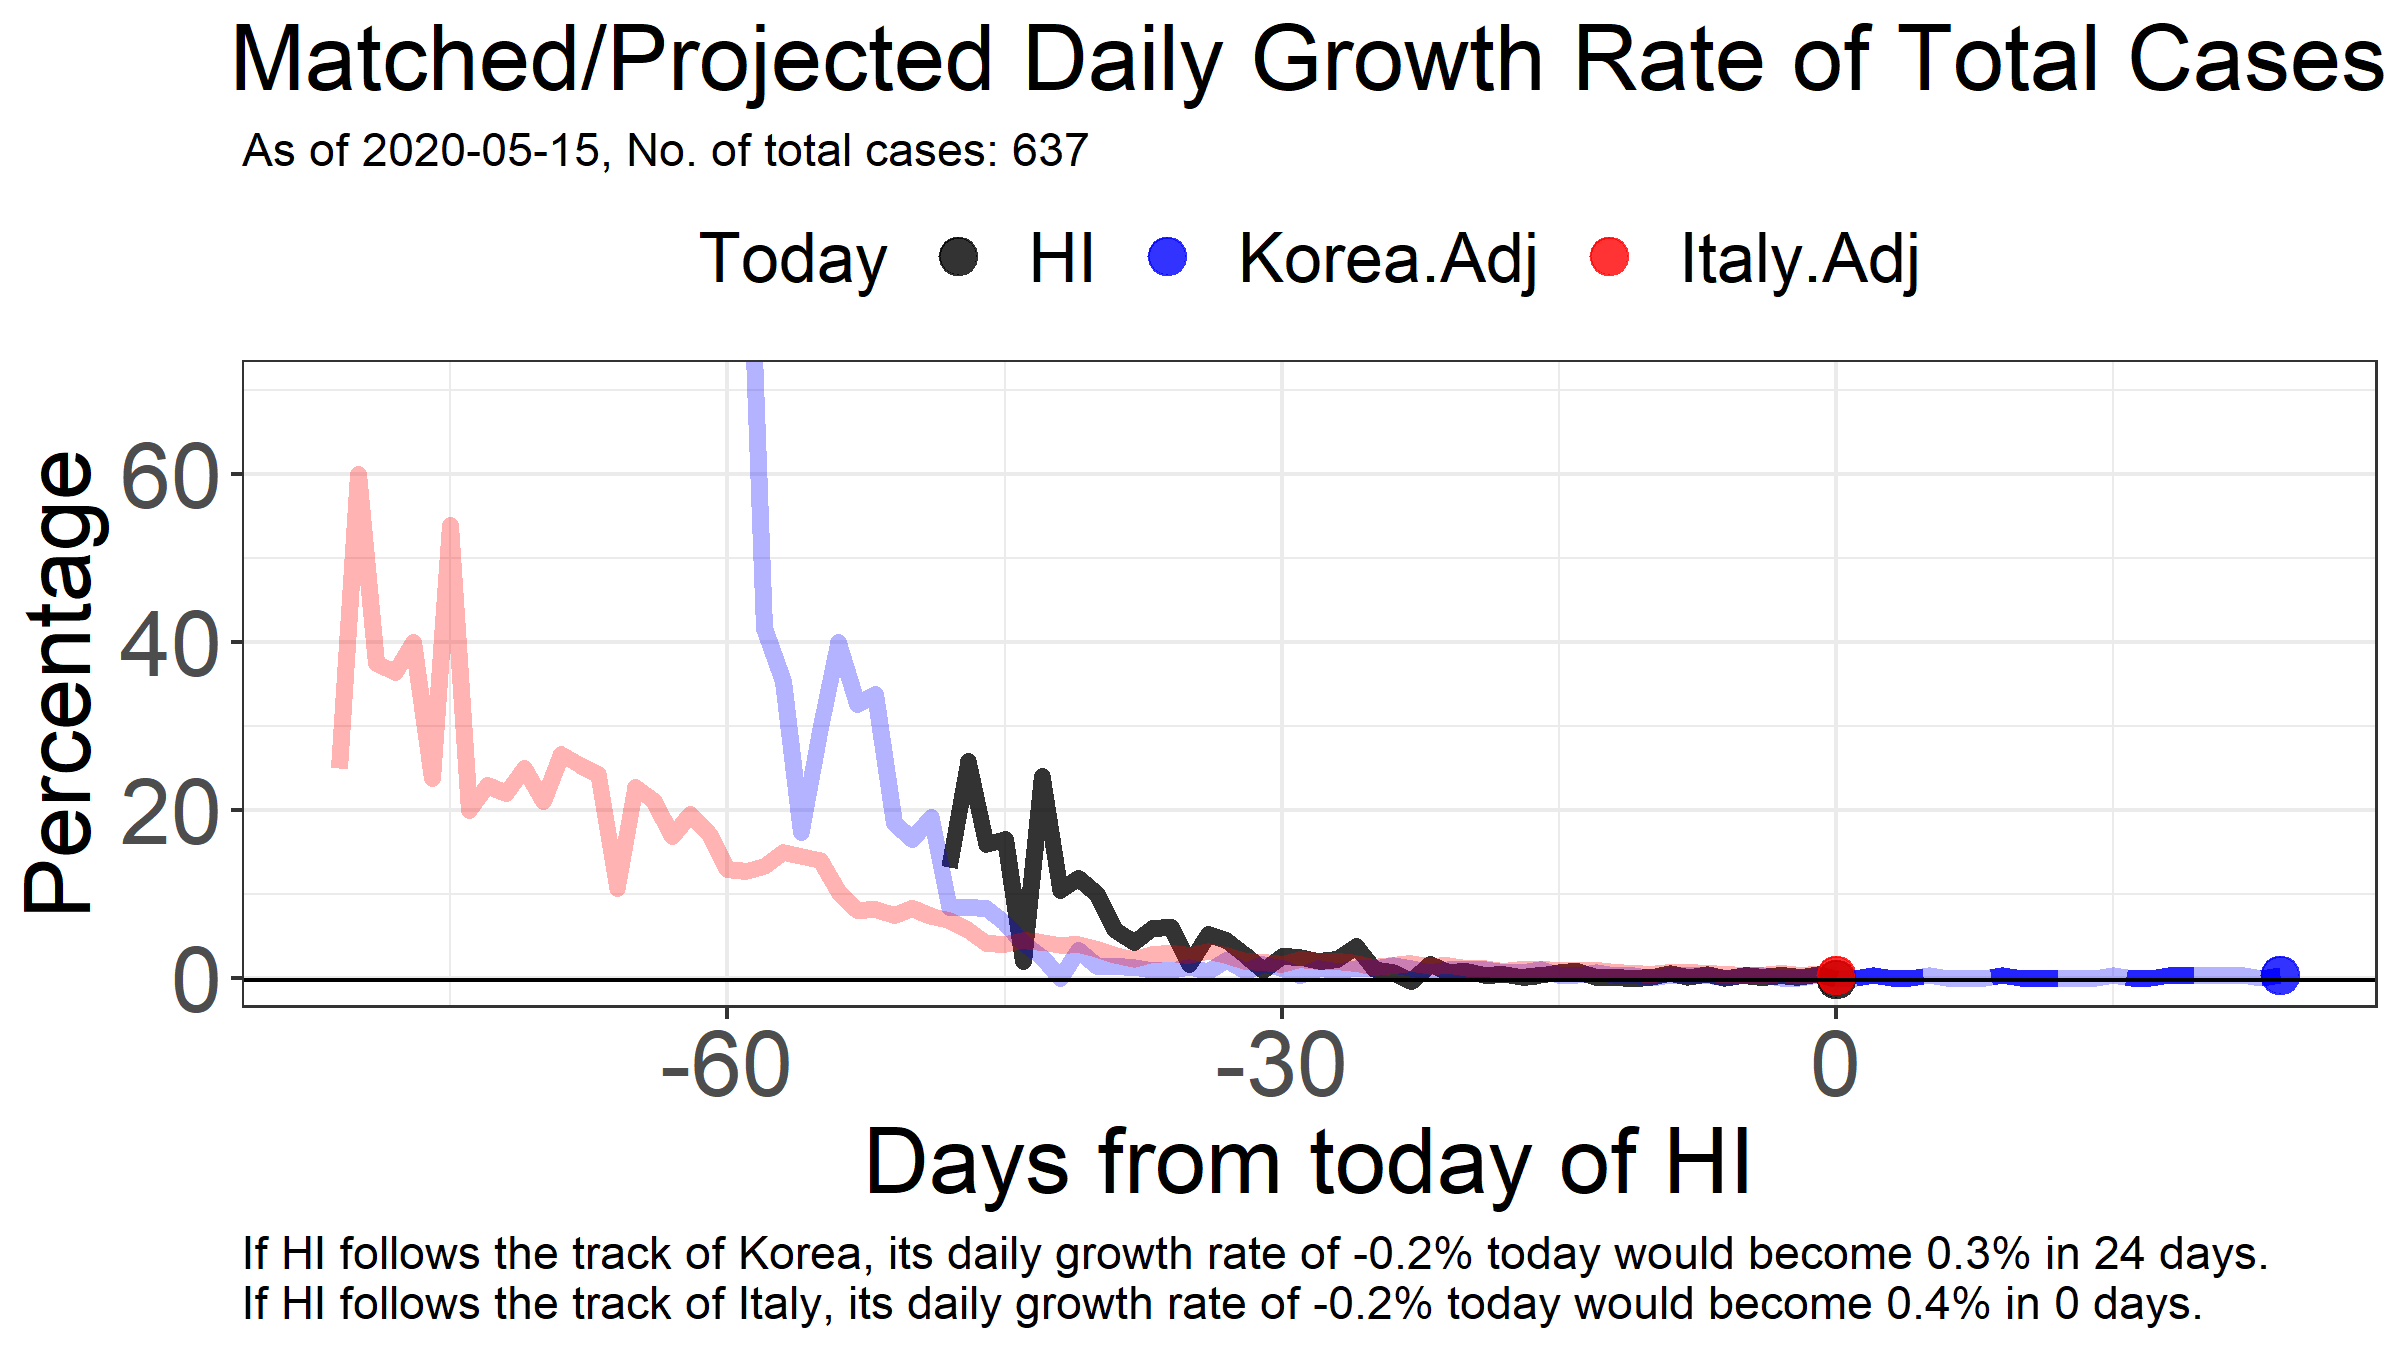 Matched/Projected Daily Growth Rate of Total Cases
As of 2020-05-15, No. of total cases: 637
Today HI Korea.Adj Italy.Adj
Percentage
60
40
20
0
-60 -30 0
Days from today of HI
If HI follows the track of Korea, its daily growth rate of -0.2% today would become 0.3% in 24 days.
If HI follows the track of Italy, its daily growth rate of -0.2% today would become 0.4% in 0 days.